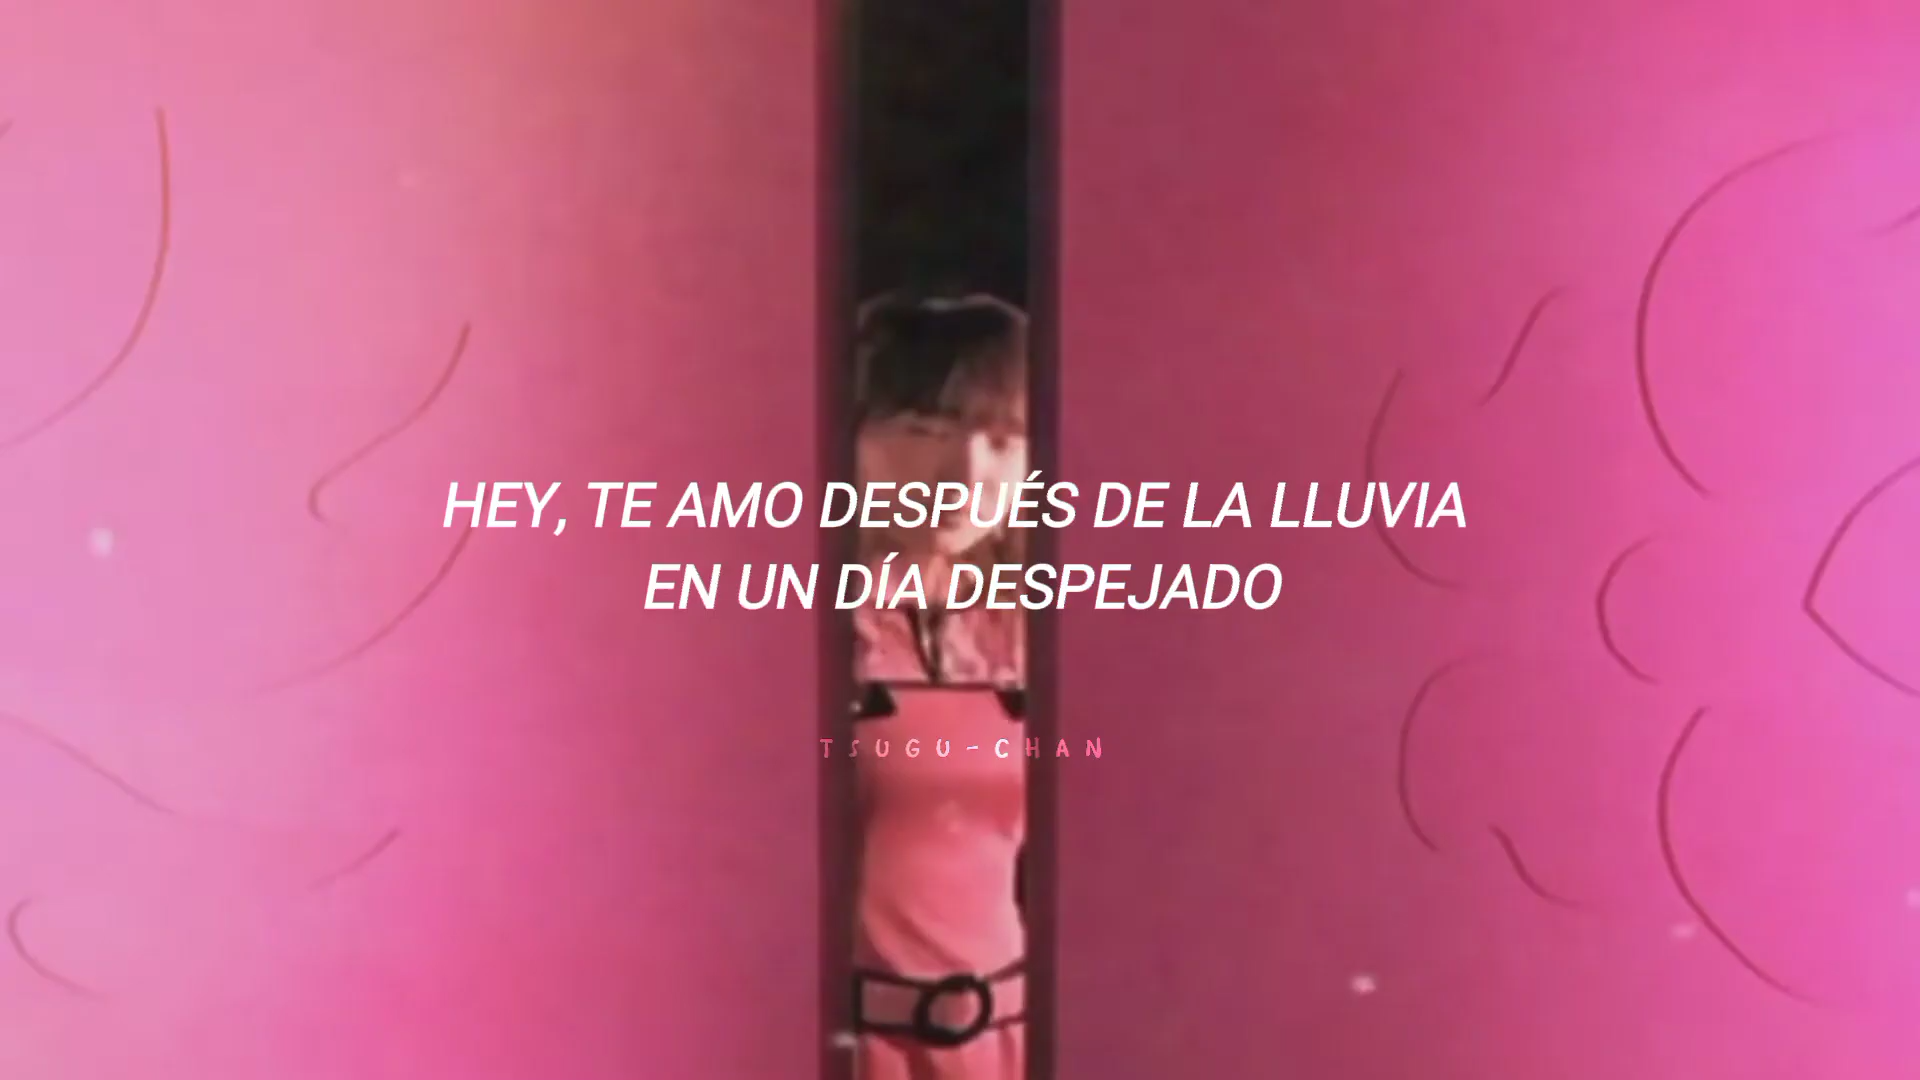 HEY, TE AMO DESPUÉS DE LA LLUVIA
EN UN DÍA DESPEJADO
TSUGU-CHAN